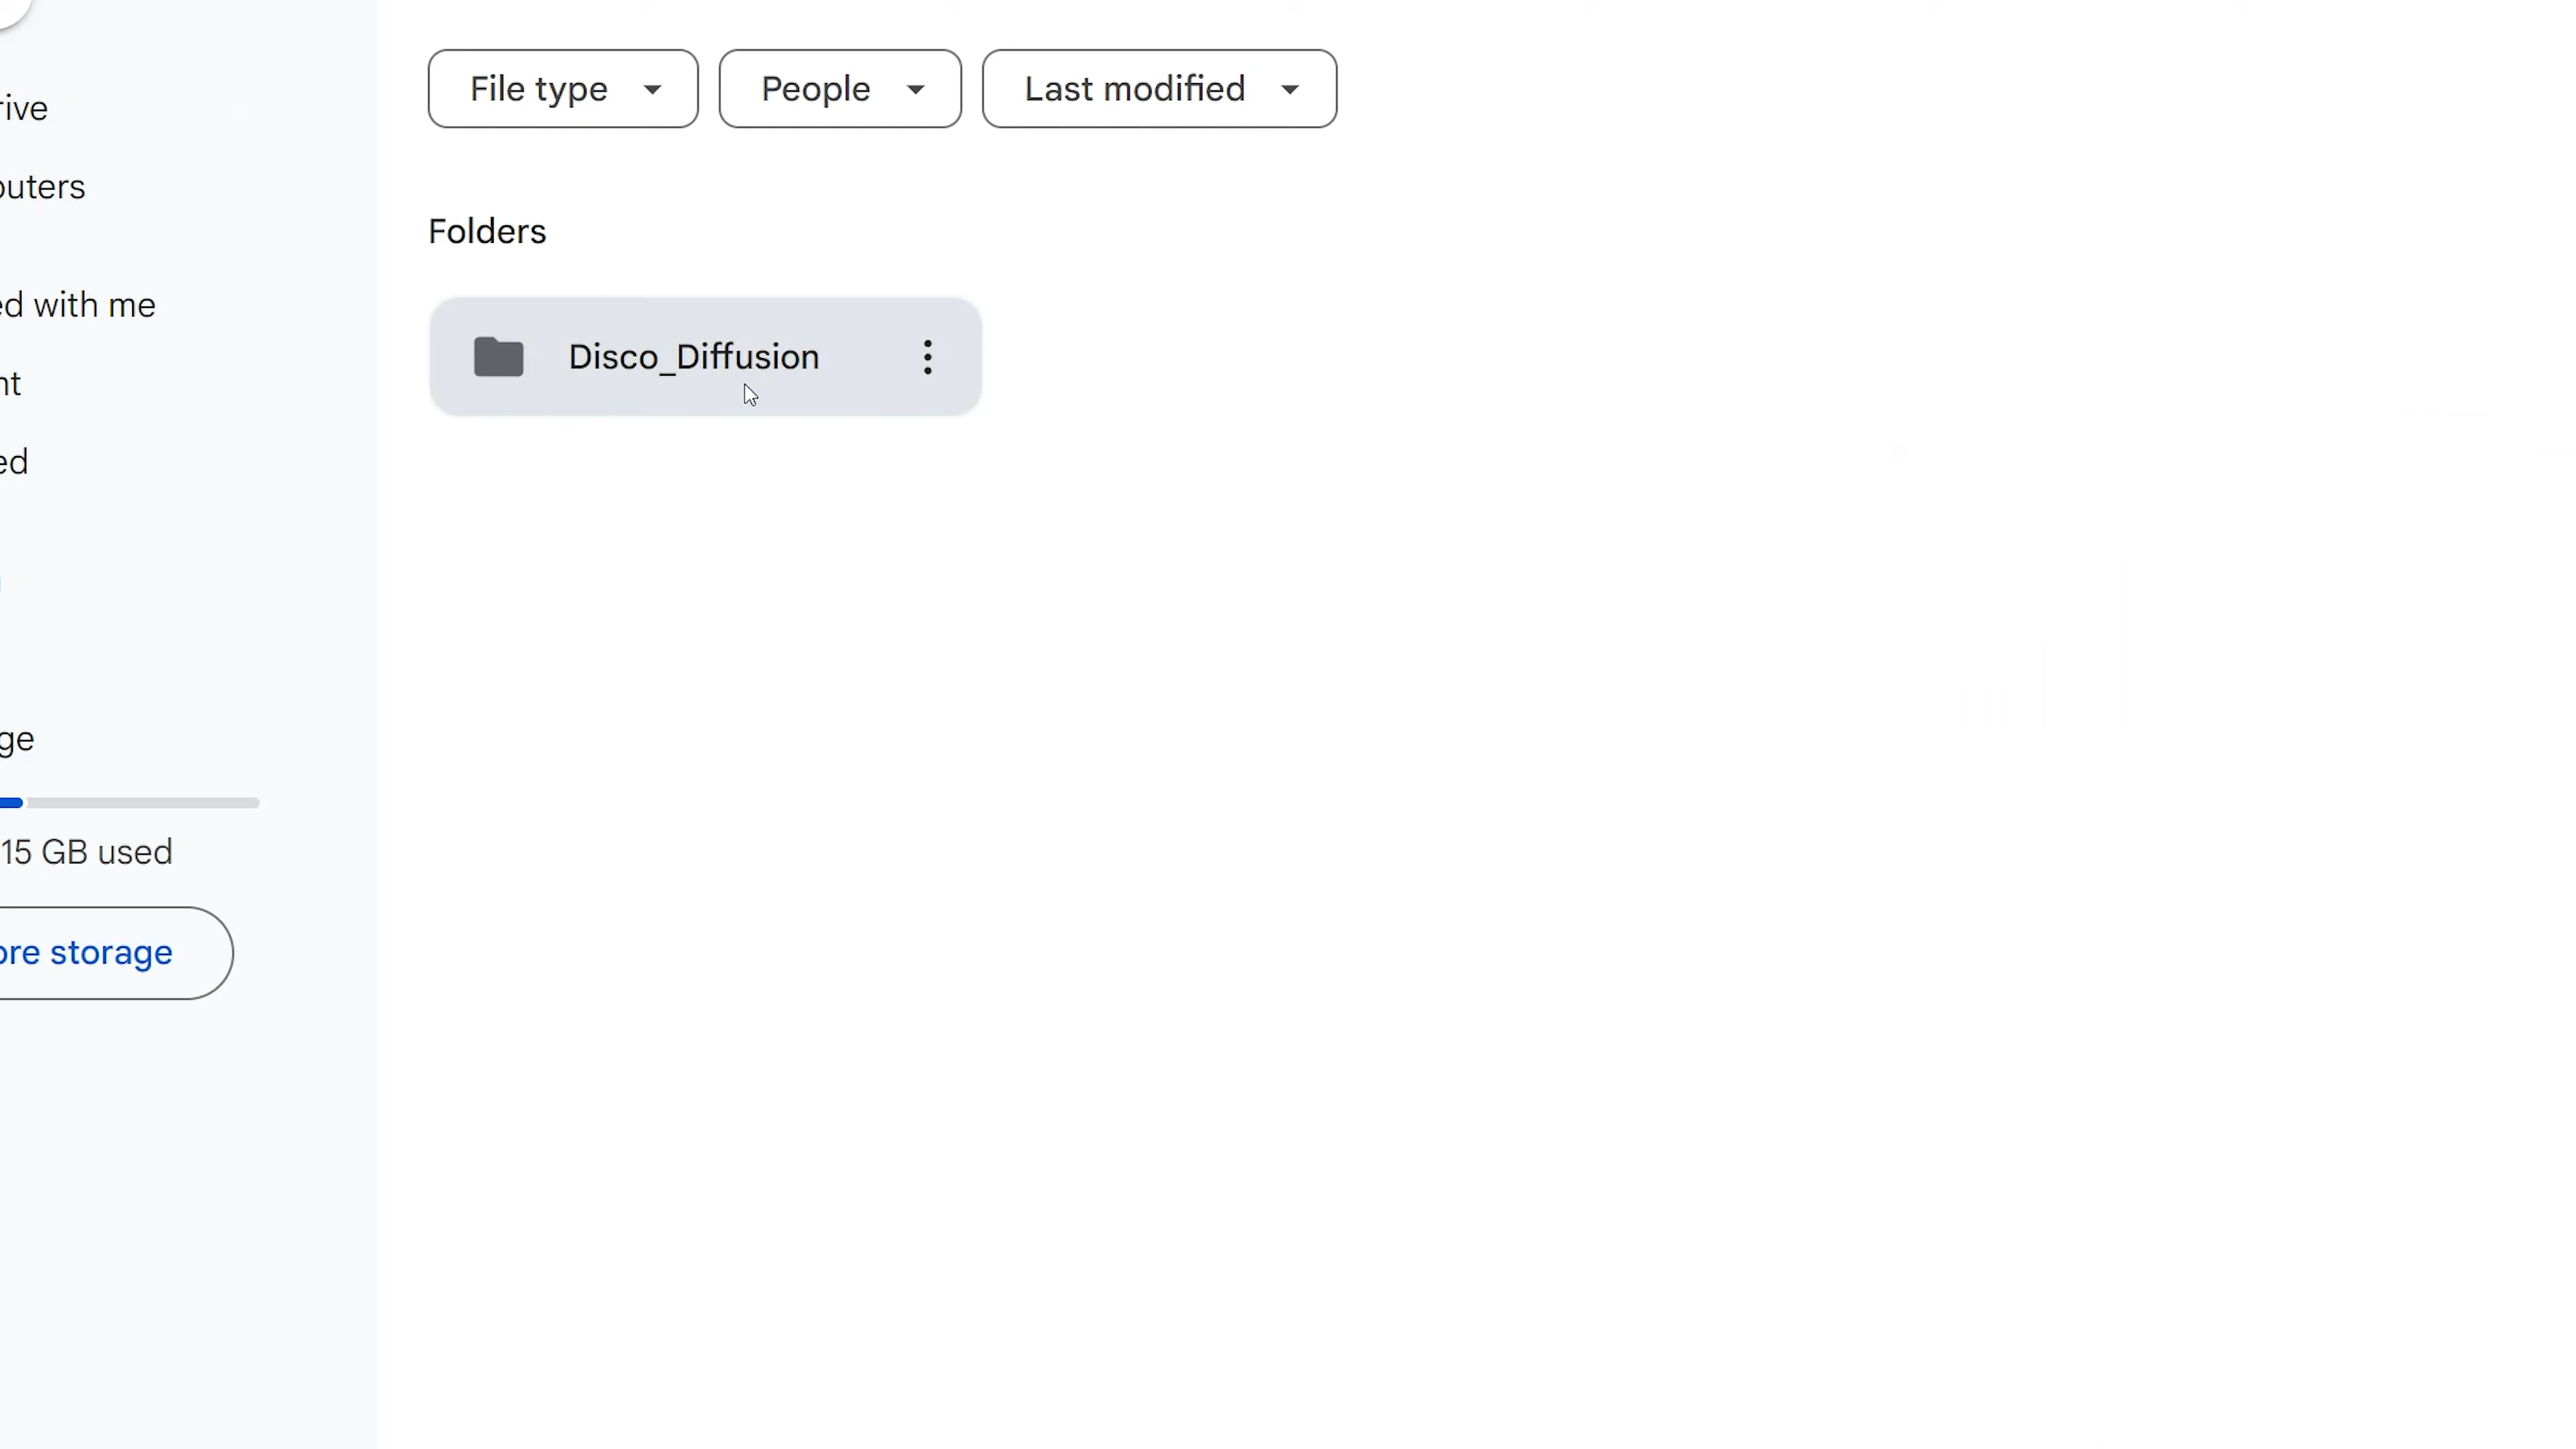 File type
People
Last modified
rive
outers
Folders
ed with me
Disco_Diffusion
nt
ed
ge
15 GB used
ore storage